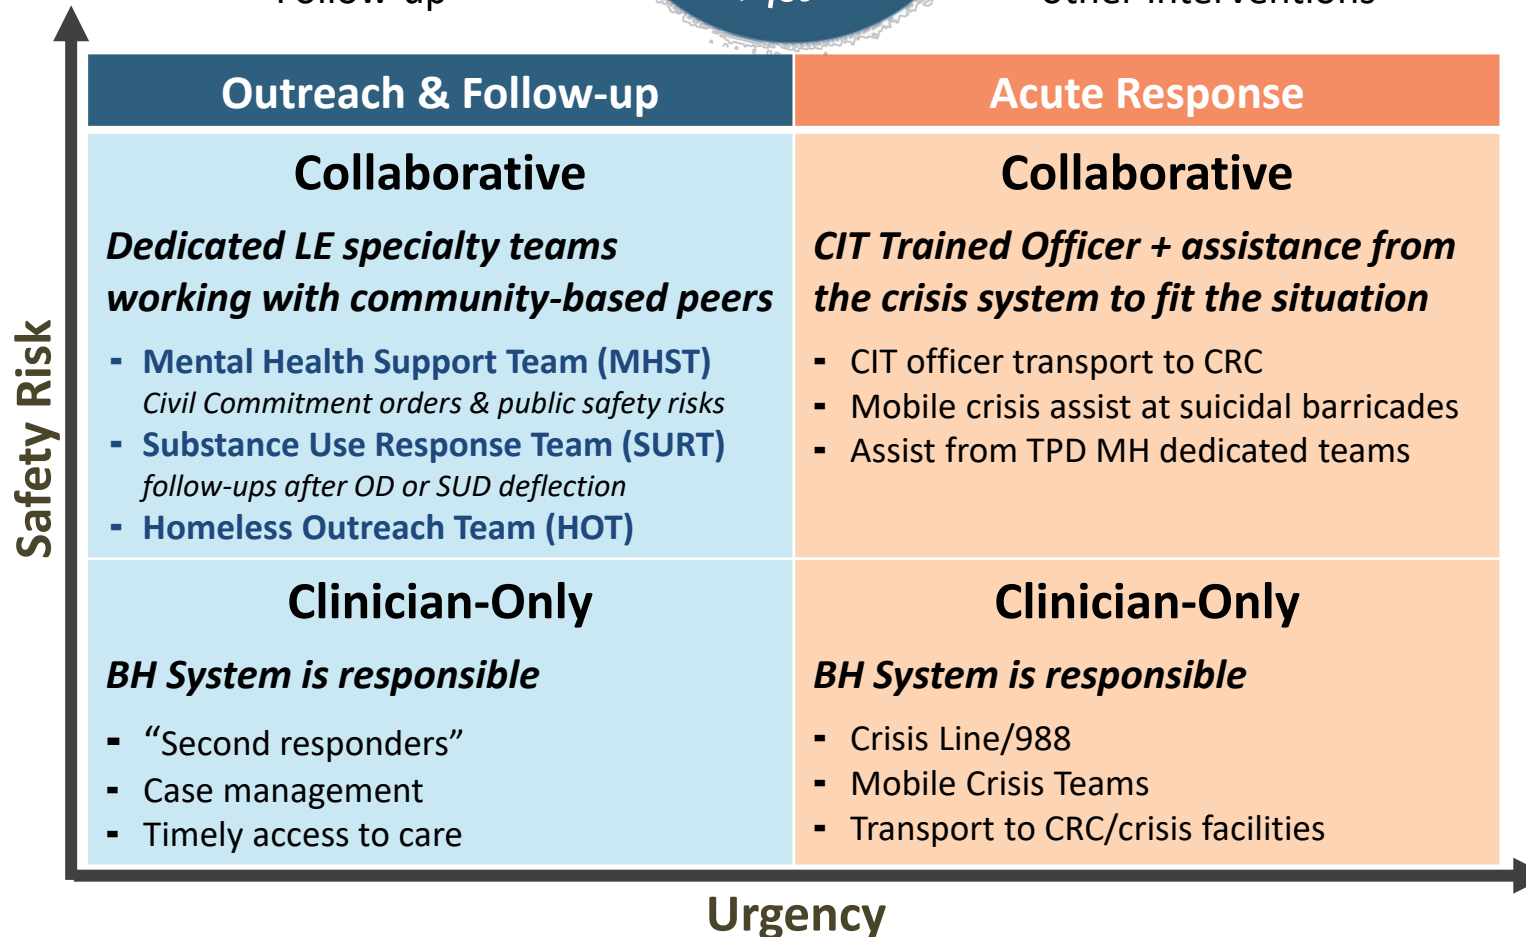 Follow-up
other interventions
Outreach & Follow-up
Acute Response
Collaborative
Dedicated LE specialty teams
working with community-based peers
- Mental Health Support Team (MHST)
Civil Commitment orders & public safety risks
- Substance Use Response Team (SURT)
follow-ups after OD or SUD deflection
- Homeless Outreach Team (HOT)
Collaborative
CIT Trained Officer + assistance from
the crisis system to fit the situation
- CIT officer transport to CRC
- Mobile crisis assist at suicidal barricades
- Assist from TPD MH dedicated teams
Clinician-Only
BH System is responsible
- “Second responders”
- Case management
- Timely access to care
Clinician-Only
BH System is responsible
- Crisis Line/988
- Mobile Crisis Teams
- Transport to CRC/crisis facilities
Safety Risk
Urgency